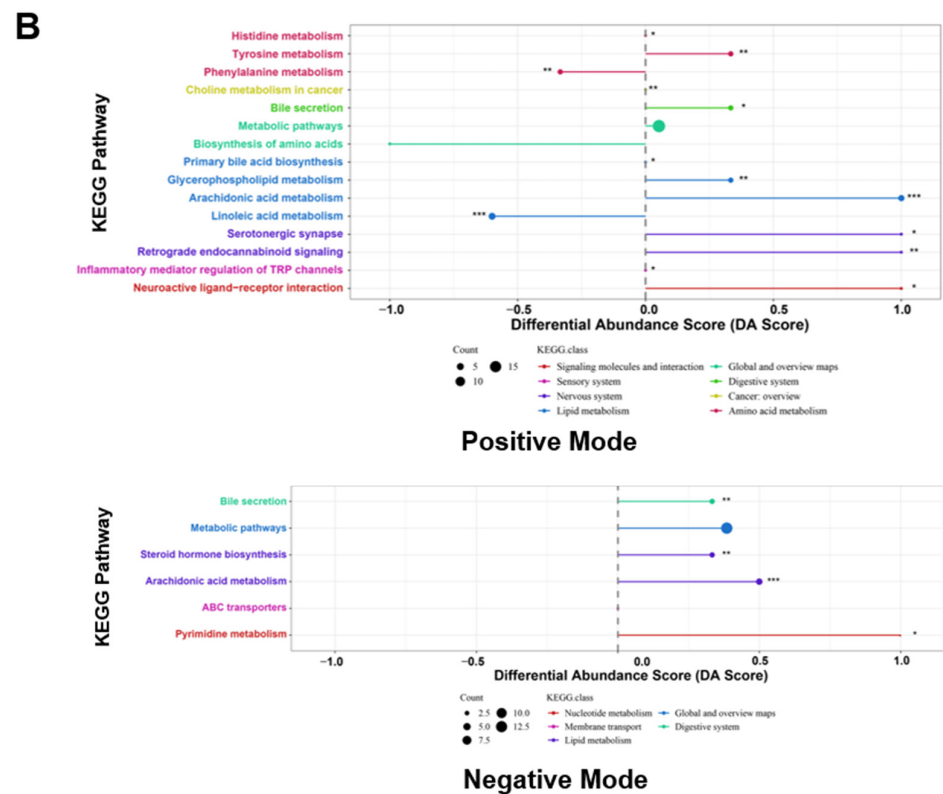 B
KEGG Pathway
Histidine metabolism *
Tyrosine metabolism **
Phenylalanine metabolism **
Choline metabolism in cancer **
Bile secretion *
Metabolic pathways
Biosynthesis of amino acids
Primary bile acid biosynthesis *
Glycerophospholipid metabolism **
Arachidonic acid metabolism ***
Linoleic acid metabolism ***
Serotonergic synapse *
Retrograde endocannabinoid signaling **
Inflammatory mediator regulation of TRP channels *
Neuroactive ligand−receptor interaction *
−1.0 −0.5 0.0 0.5 1.0
Differential Abundance Score (DA Score)
Count KEGG.class
5 15 Signaling molecules and interaction Global and overview maps
10 Sensory system Digestive system
Nervous system Cancer: overview
Lipid metabolism Amino acid metabolism
Positive Mode
KEGG Pathway
Bile secretion **
Metabolic pathways
Steroid hormone biosynthesis **
Arachidonic acid metabolism ***
ABC transporters
Pyrimidine metabolism *
−1.0 −0.5 0.0 0.5 1.0
Differential Abundance Score (DA Score)
Count KEGG.class
2.5 10.0 Nucleotide metabolism Global and overview maps
5.0 12.5 Membrane transport Digestive system
7.5 Lipid metabolism
Negative Mode